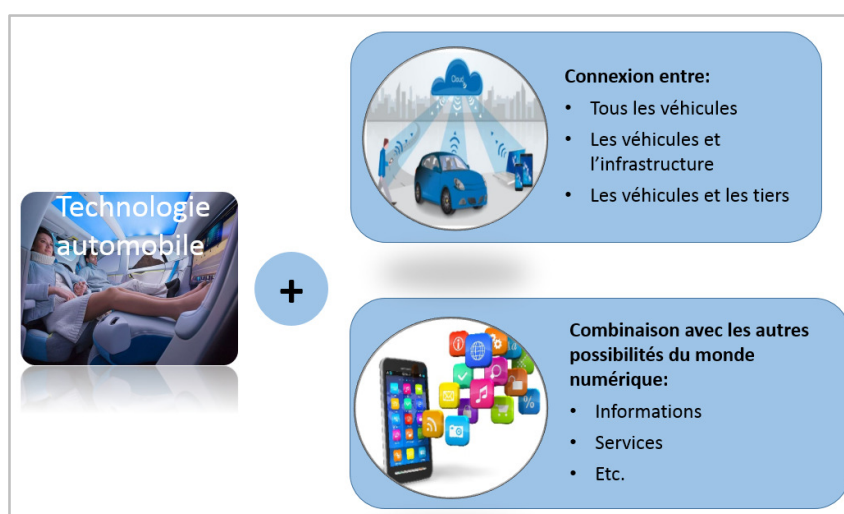 Technologie
automobile
+
Cloud
Connexion entre:
• Tous les véhicules
• Les véhicules et
l’infrastructure
• Les véhicules et les tiers
Combinaison avec les autres
possibilités du monde
numérique:
• Informations
• Services
• Etc.